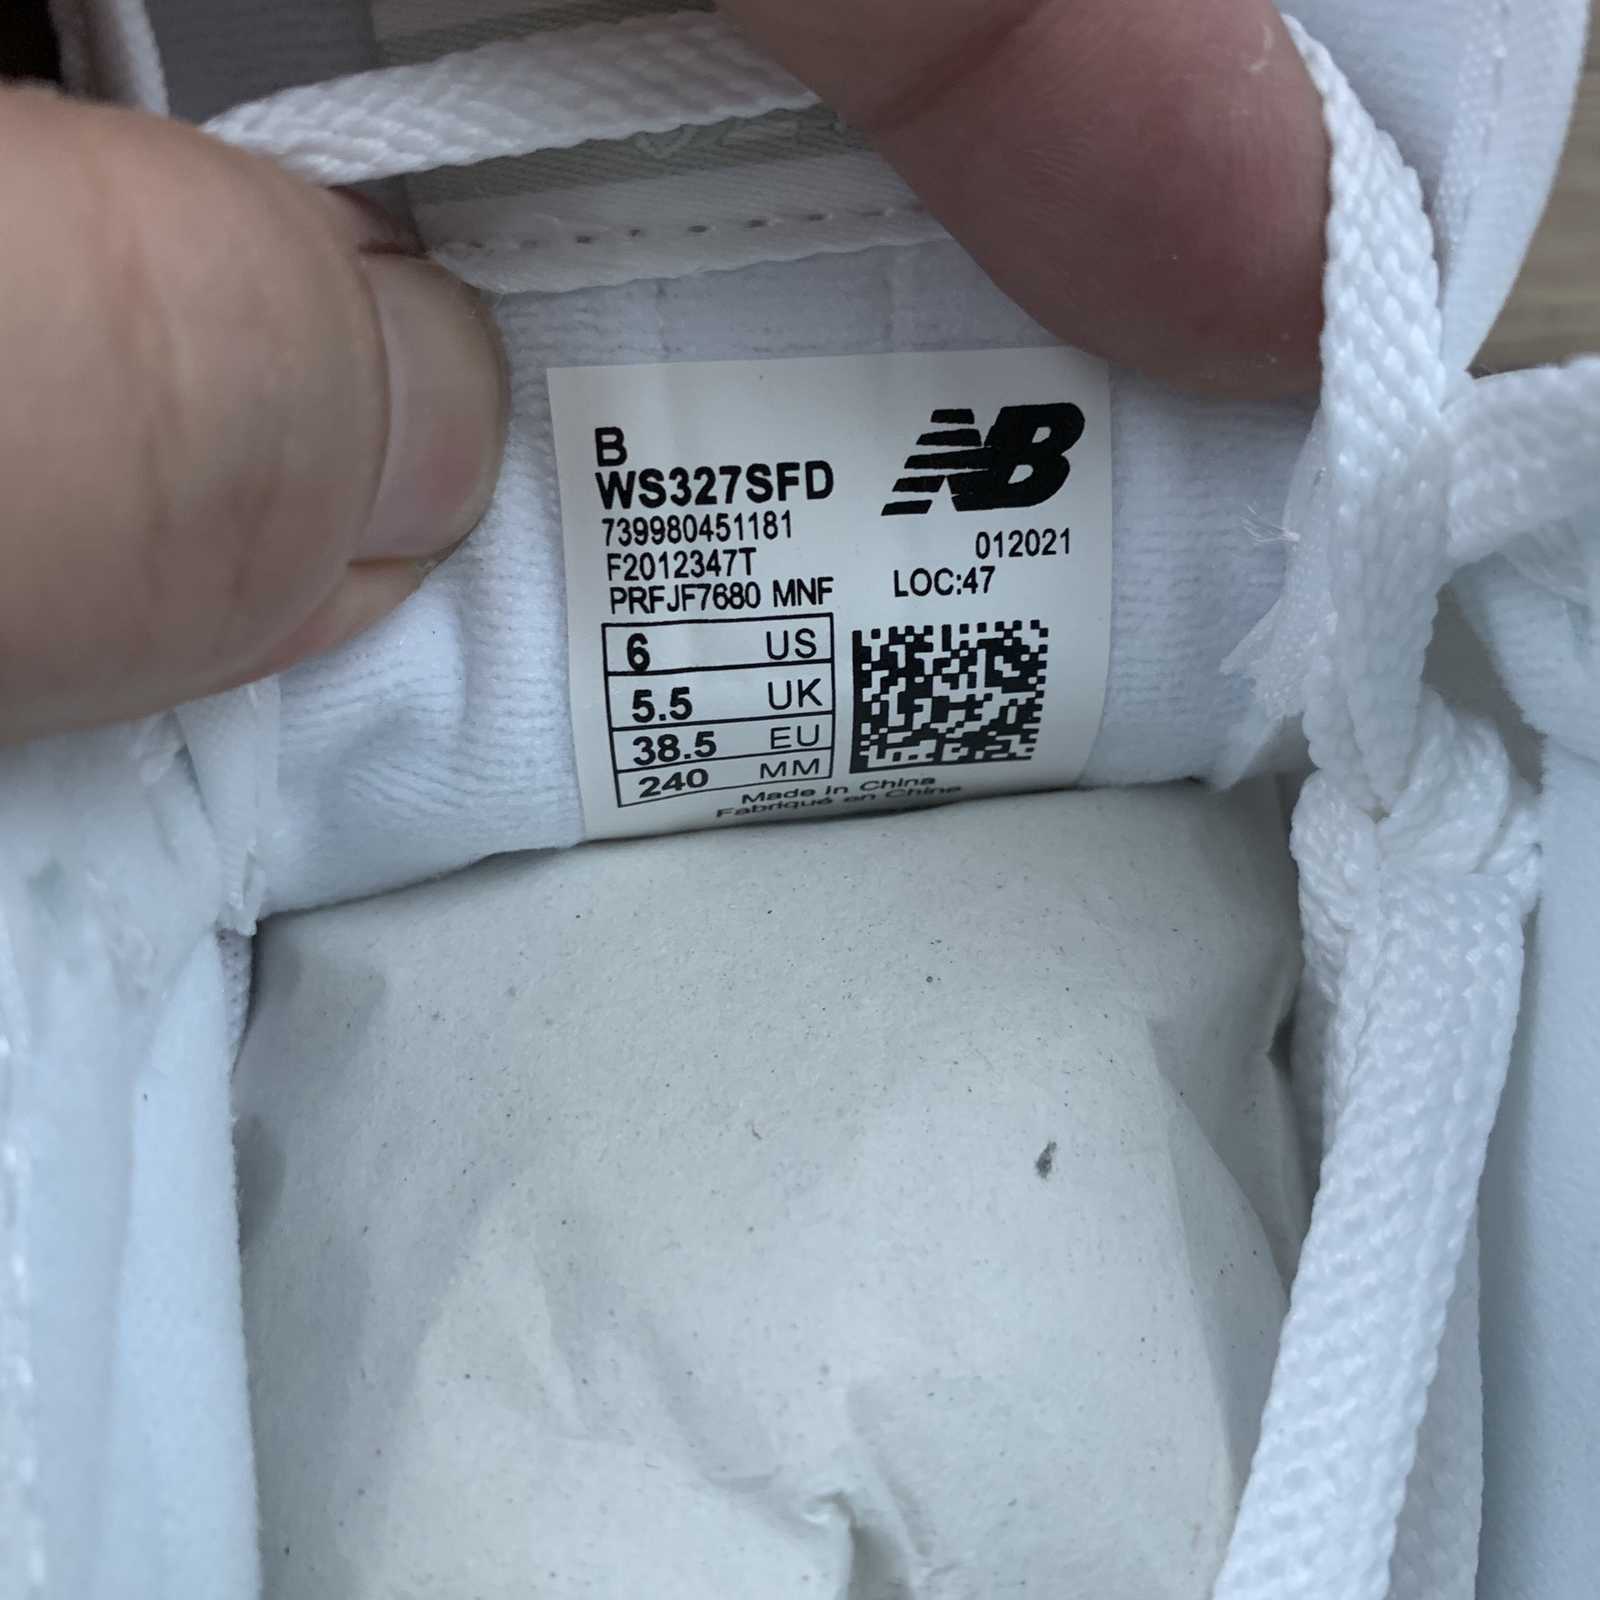 B
WS327SFD
NB
739980451181
012021
F2012347T
PRFJF7680 MNF
LOC:47
6 US
5.5 UK
38.5 EU
240 MM
Made in China
Fabriqué en Chine